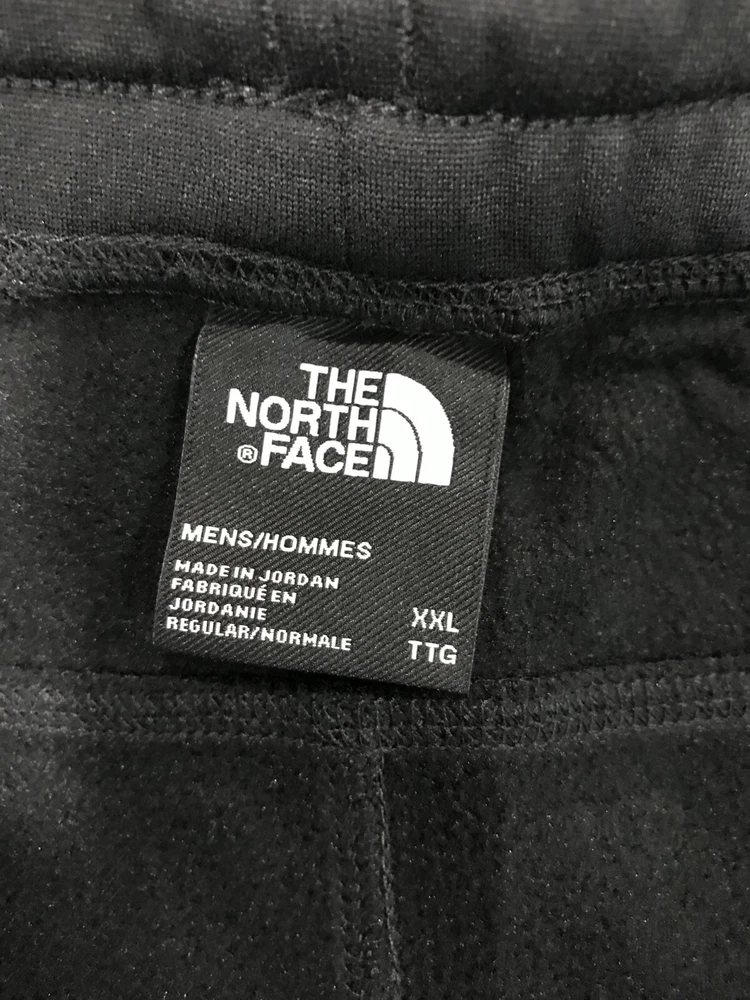 THE
NORTH
®FACE
MENS/HOMMES
MADE IN JORDAN
FABRIQUÉ EN
JORDANIE
REGULAR/NORMALE
XXL
TTG